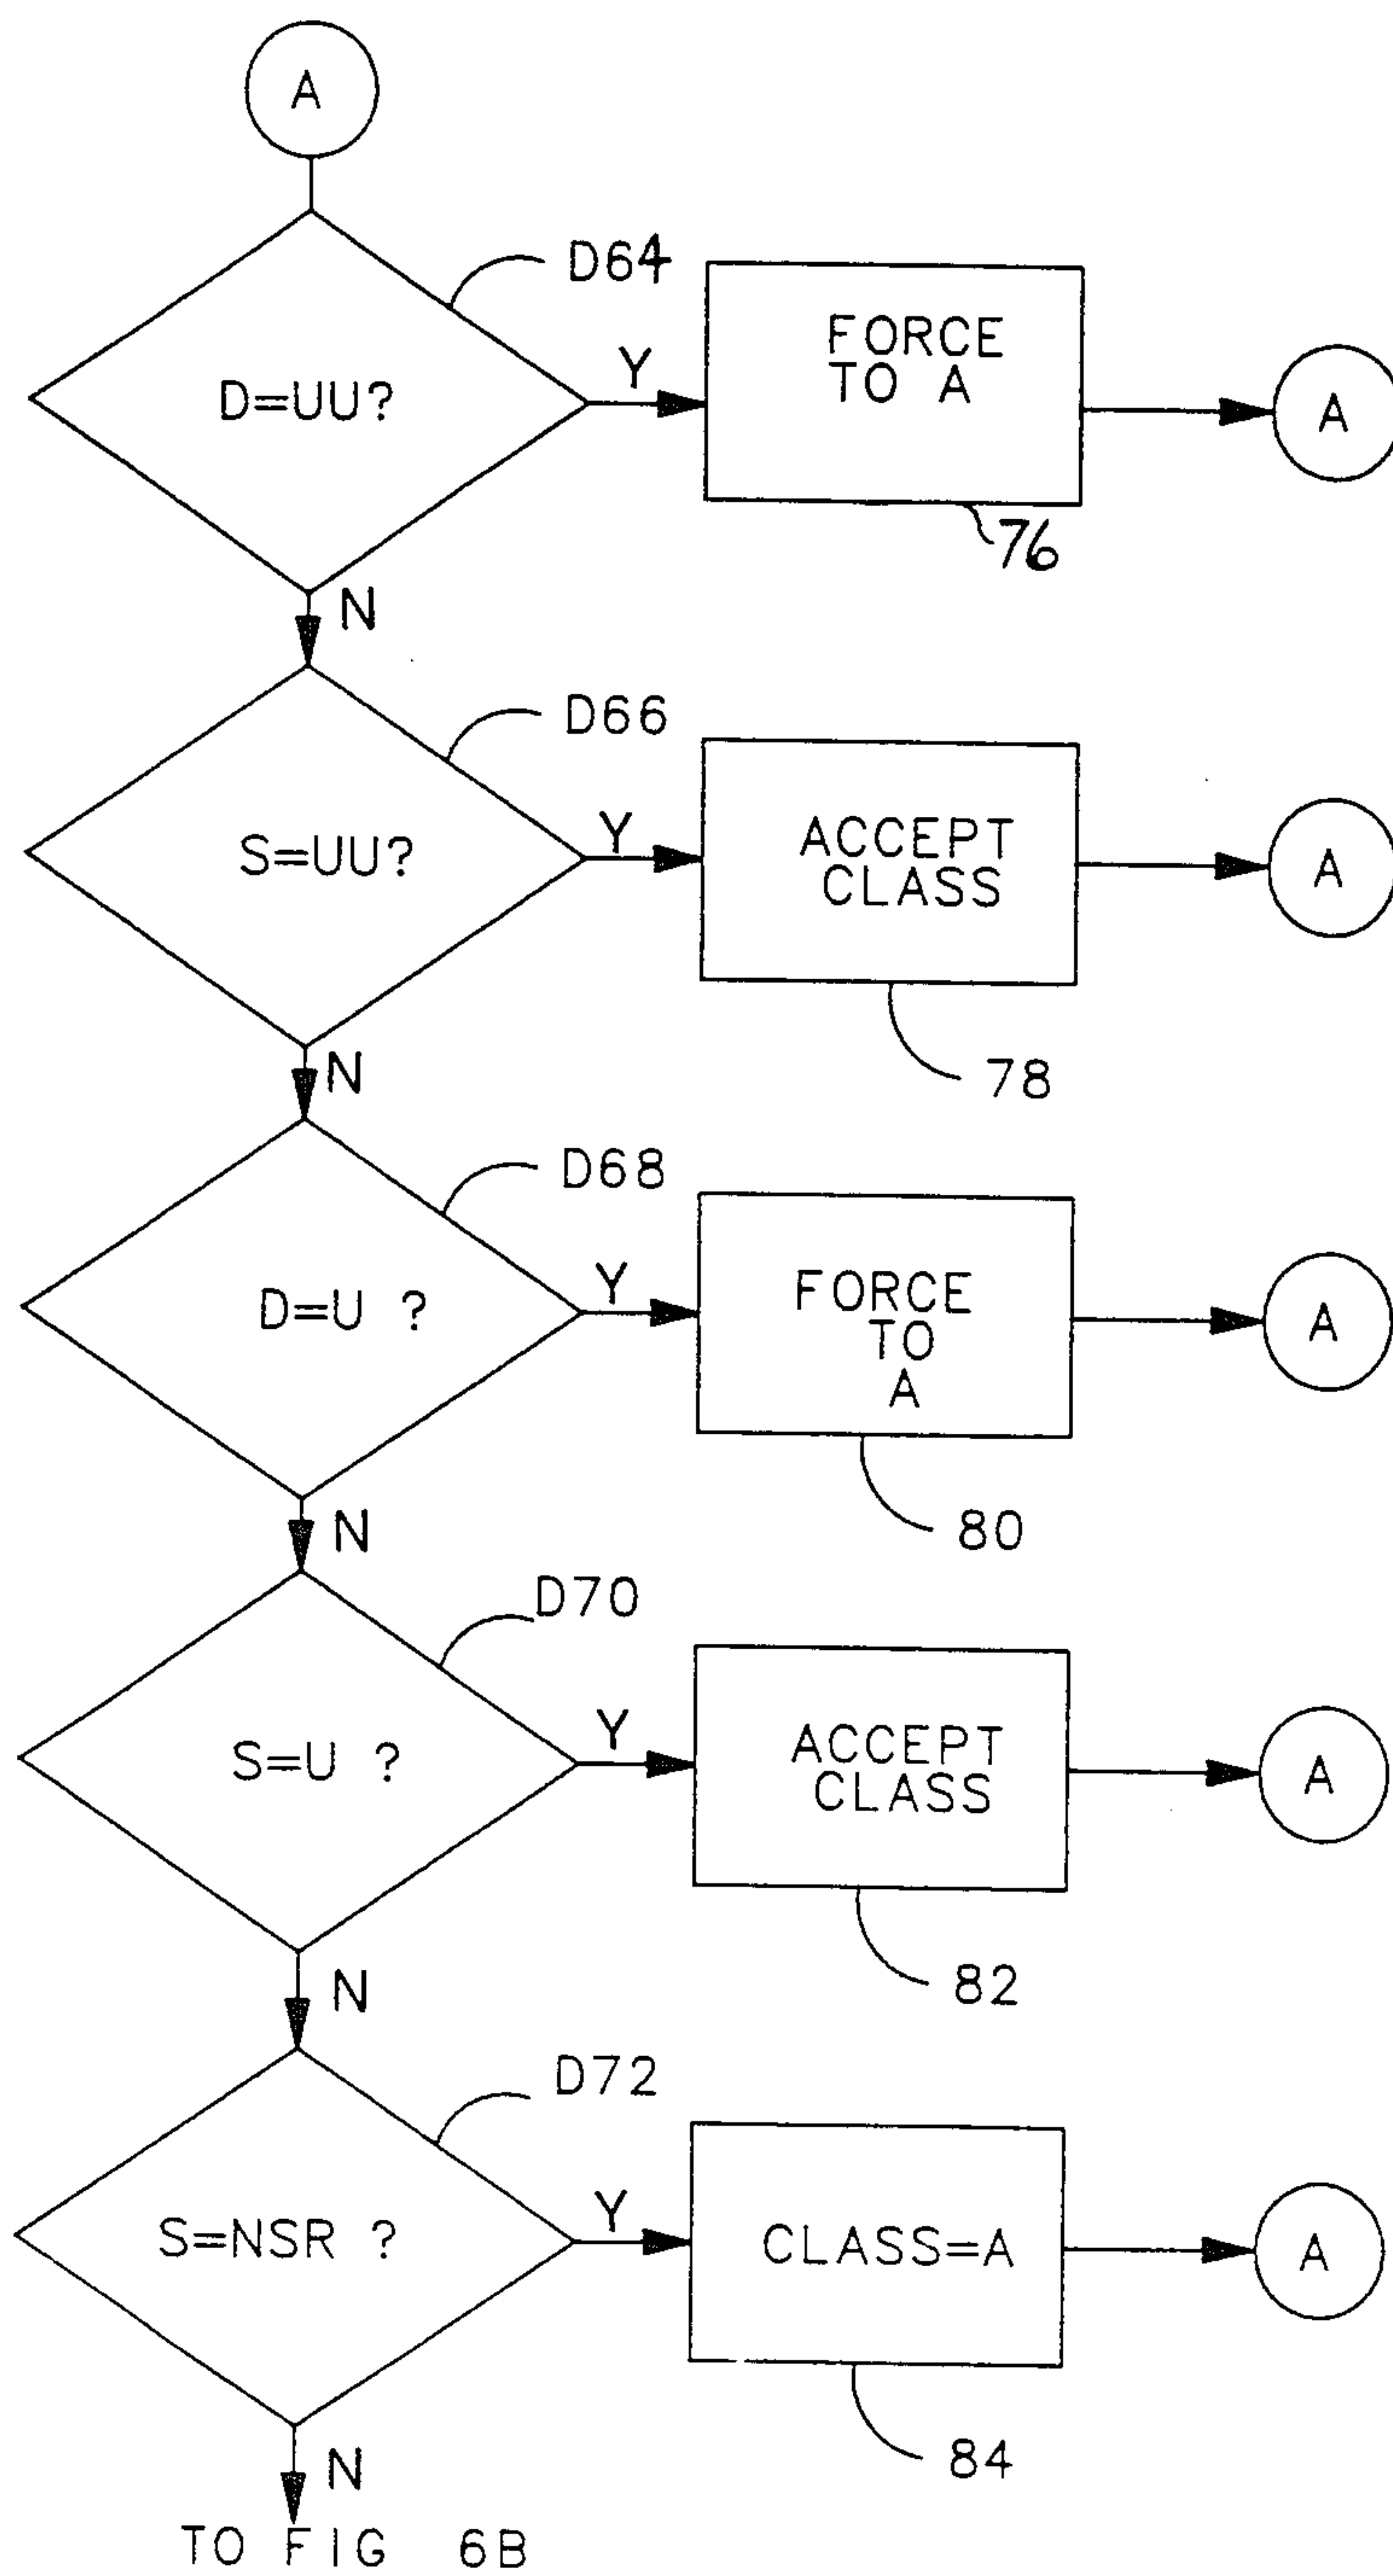 A
D64
D=UU?
Y
FORCE
TO A
A
76
N
D66
S=UU?
Y
ACCEPT
CLASS
A
78
N
D68
D=U ?
Y
FORCE
TO
A
A
80
N
D70
S=U ?
Y
ACCEPT
CLASS
A
82
N
D72
S=NSR ?
Y
CLASS=A
A
84
N
TO FIG 6B